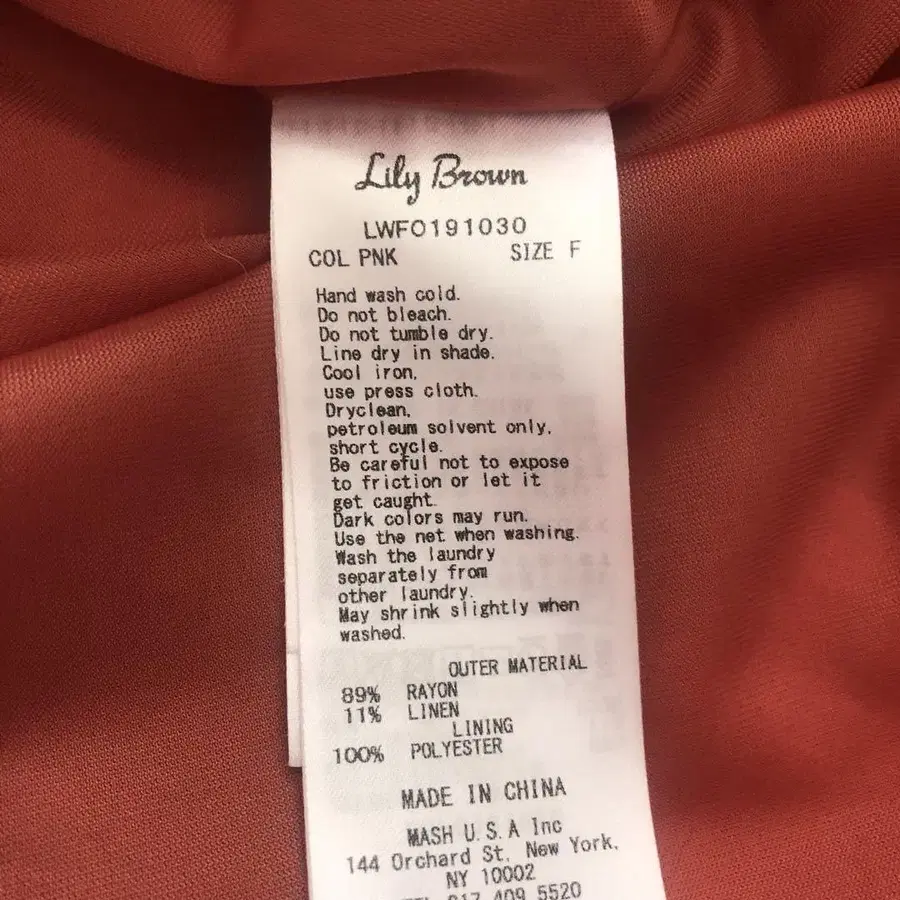 Lily Brown
LWFO191030
COL PNK SIZE F
Hand wash cold.
Do not bleach.
Do not tumble dry.
Line dry in shade.
Cool iron,
use press cloth.
Dryclean,
petroleum solvent only,
short cycle.
Be careful not to expose
to friction or let it
get caught.
Dark colors may run.
Use the net when washing.
Wash the laundry
separately from
other laundry.
May shrink slightly when
washed.
OUTER MATERIAL
89% RAYON
11% LINEN
LINING
100% POLYESTER
MADE IN CHINA
MASH U.S.A Inc
144 Orchard St, New York,
NY 10002
409 5520